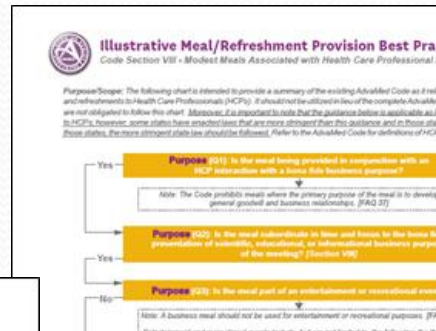 Illustrative Meal/Refreshment Provision Best Pra
Code Section VIII - Modest Meals Associated with Health Care Professional
Purpose/Scope: The following chart is intended to provide a summary of the existing AdvaMed Code as it rel
and refreshments to Health Care Professionals (HCPs). It should not be utilized in lieu of the complete AdvaMe
are not obligated to follow this chart. Moreover, it is important to note that the guidance below is applicable as i
to HCPs, however, some states have enacted laws that are more stringent than this guidance and in those stat
those states, the more stringent state law should be followed. Refer to the AdvaMed Code for definitions of HCP
Yes
Purpose (Q1): Is the meal being provided in conjunction with an
HCP interaction with a bona fide business purpose?
Note: The Code prohibits meals where the primary purpose of the meal is to develop
general goodwill and business relationships. [FAQ 37]
Purpose (Q2): Is the meal subordinate in time and focus to the bona fi
presentation of scientific, educational, or informational business purpo
of the meeting? [Section VIII]
Yes
No
Purpose (Q3): Is the meal part of an entertainment or recreational even
Note: A business meal should not be used for entertainment or recreational purposes. [FA